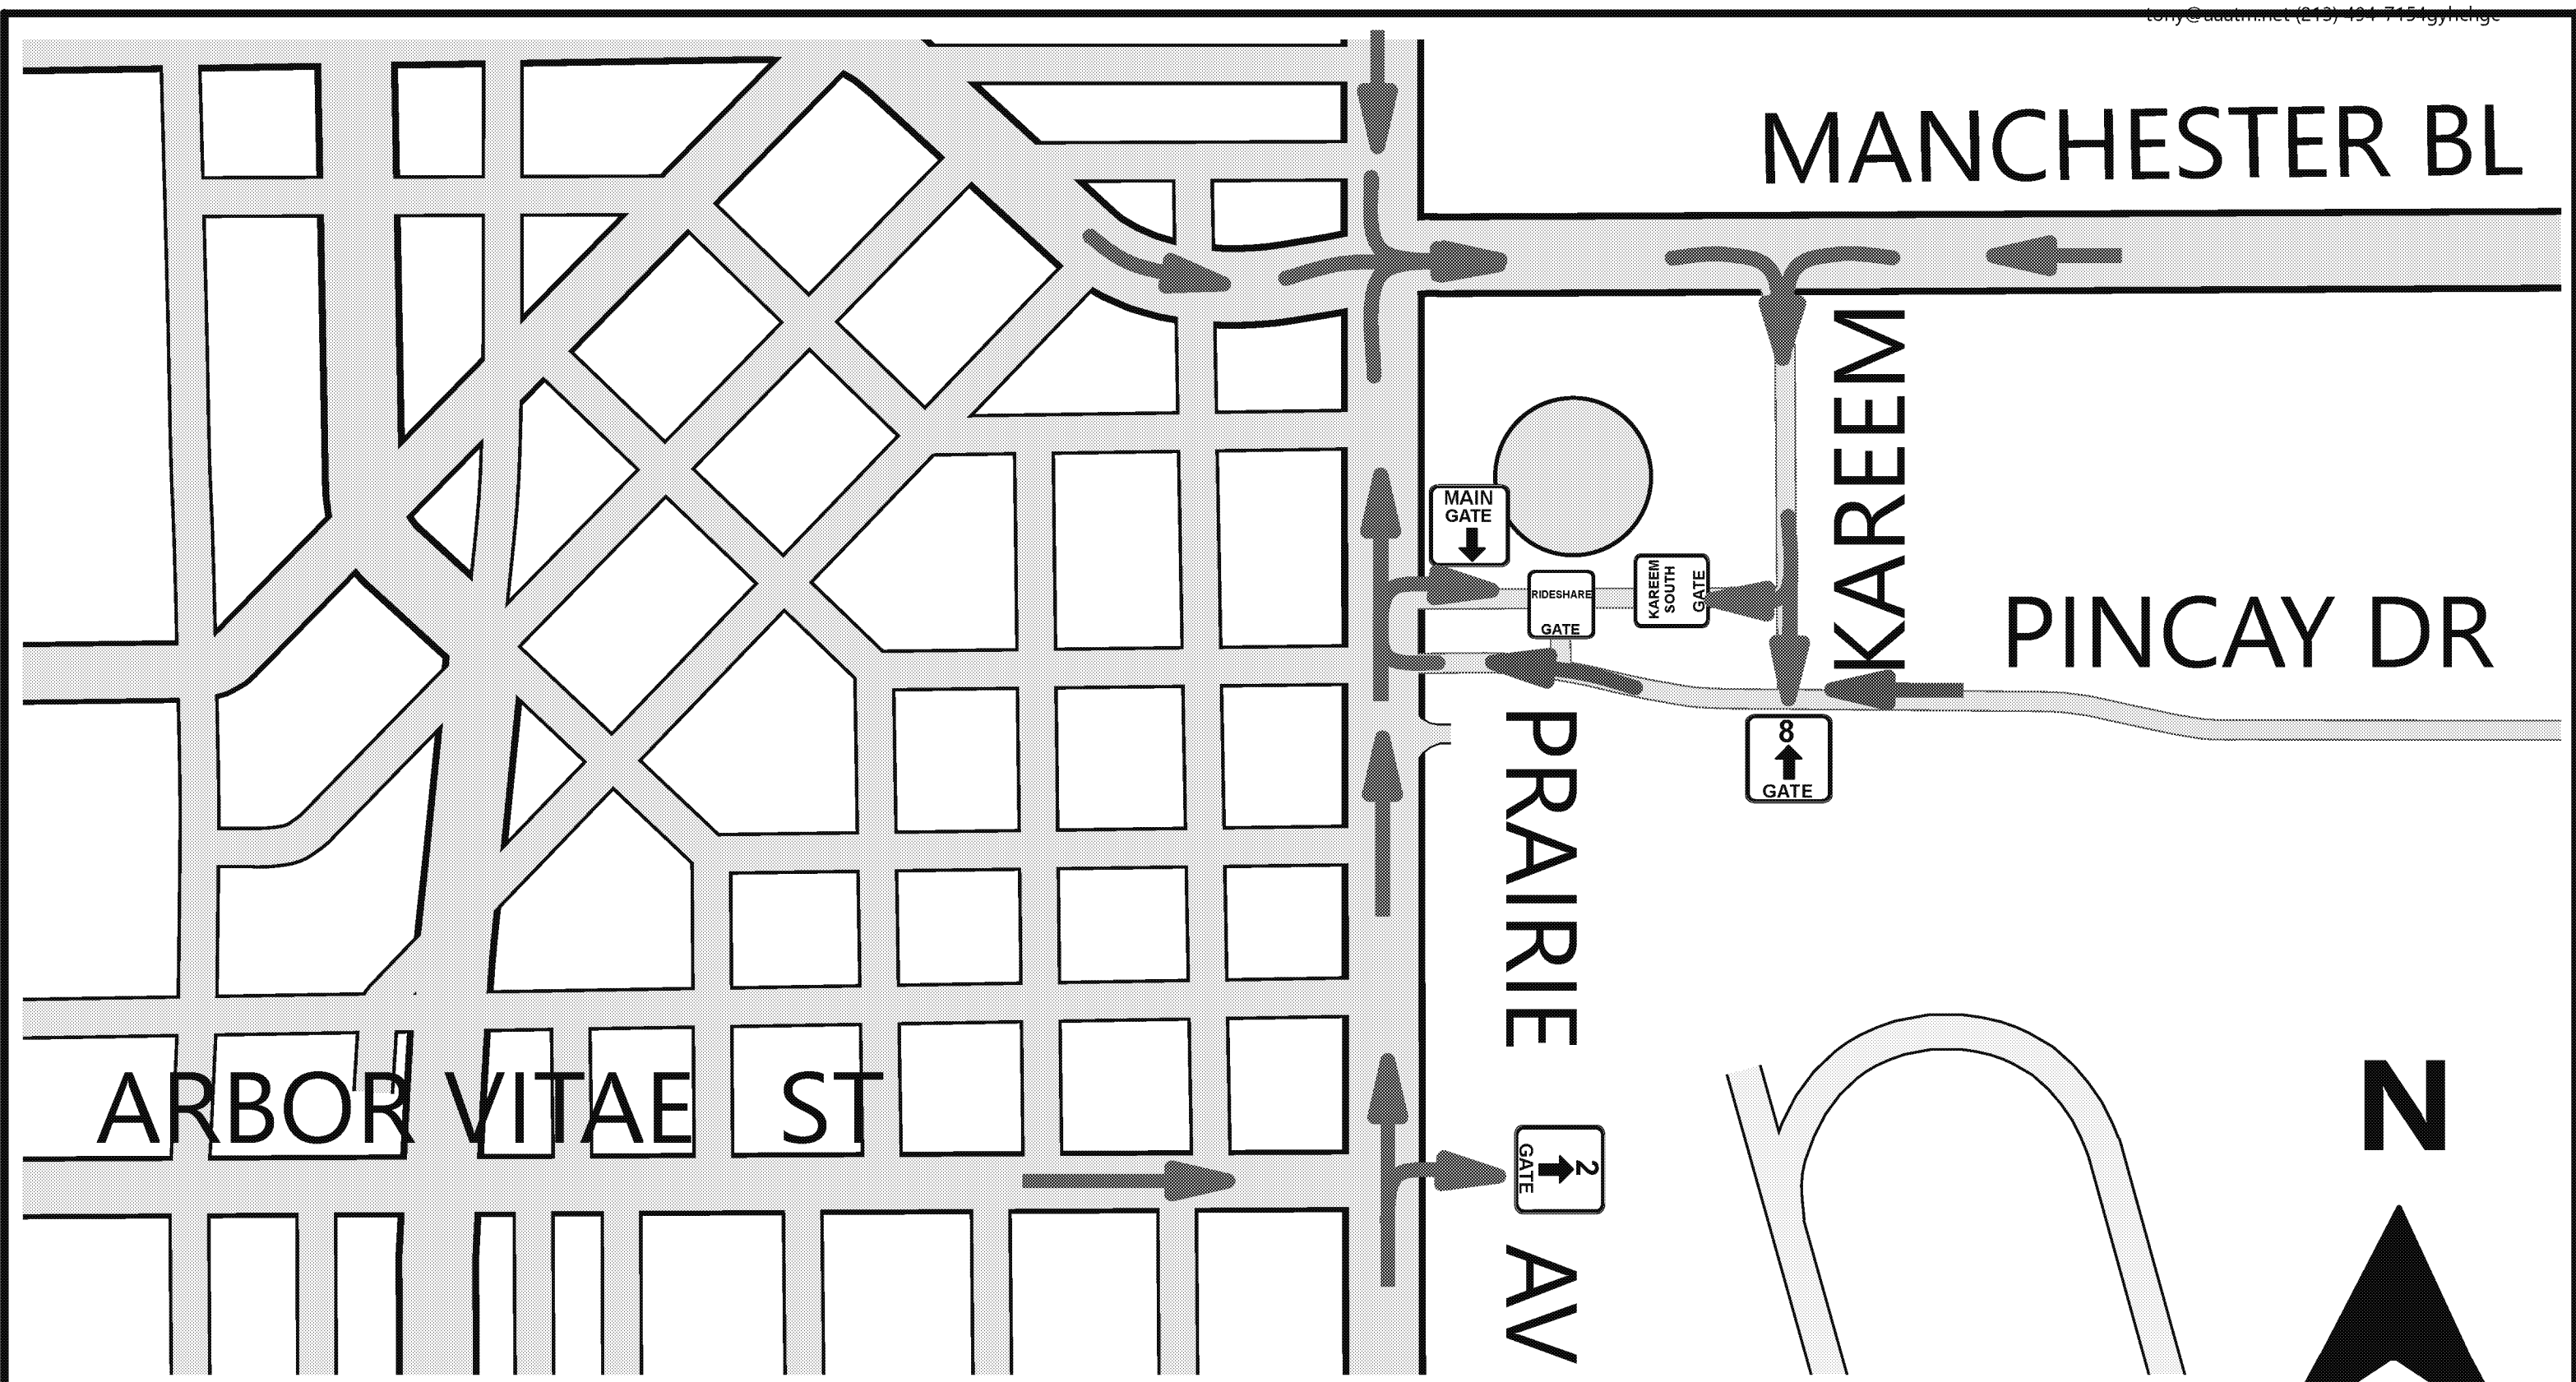 MANCHESTER BL
KAREEM
MAIN
GATE
RIDESHARE
GATE
KAREEM
SOUTH
GATE
PINCAY DR
8
GATE
PRAIRIE AV
ARBOR VITAE ST
2
GATE
N